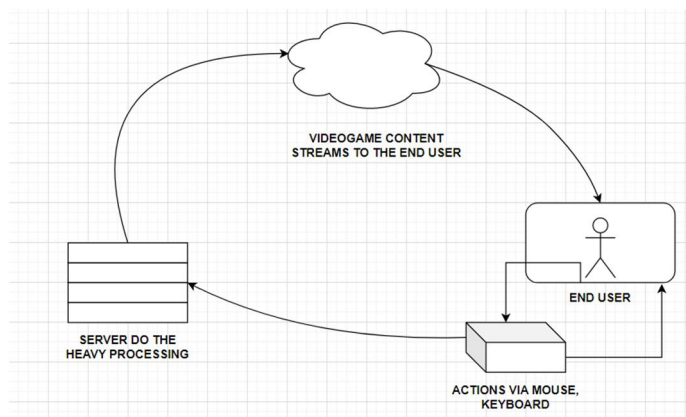 VIDEOGAME CONTENT
STREAMS TO THE END USER
END USER
SERVER DO THE
HEAVY PROCESSING
ACTIONS VIA MOUSE,
KEYBOARD